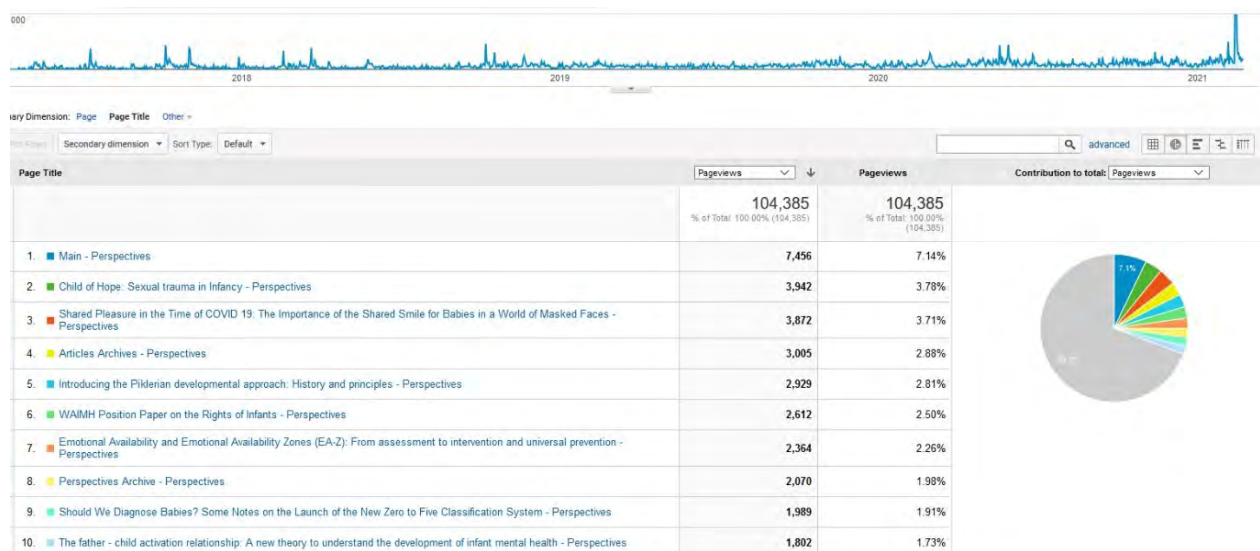 000
2018 2019 2020 2021
ary Dimension: Page Page Title Other
Secondary dimension Sort Type: Default advanced
Page Title Pageviews Pageviews Contribution to total: Pageviews
104,385 104,385
% of Total: 100.00% (104,385) % of Total: 100.00%
(104,385)
1. Main - Perspectives 7,456 7.14%
7.1%
2. Child of Hope: Sexual trauma in Infancy - Perspectives 3,942 3.78%
3. Shared Pleasure in the Time of COVID 19: The Importance of the Shared Smile for Babies in a World of Masked Faces -
Perspectives 3,872 3.71%
4. Articles Archives - Perspectives 3,005 2.88%
5. Introducing the Piklerian developmental approach: History and principles - Perspectives 2,929 2.81%
6. WAIMH Position Paper on the Rights of Infants - Perspectives 2,612 2.50%
7. Emotional Availability and Emotional Availability Zones (EA-Z): From assessment to intervention and universal prevention -
Perspectives 2,364 2.26%
8. Perspectives Archive - Perspectives 2,070 1.98%
9. Should We Diagnose Babies? Some Notes on the Launch of the New Zero to Five Classification System - Perspectives 1,989 1.91%
10. The father - child activation relationship: A new theory to understand the development of infant mental health - Perspectives 1,802 1.73%